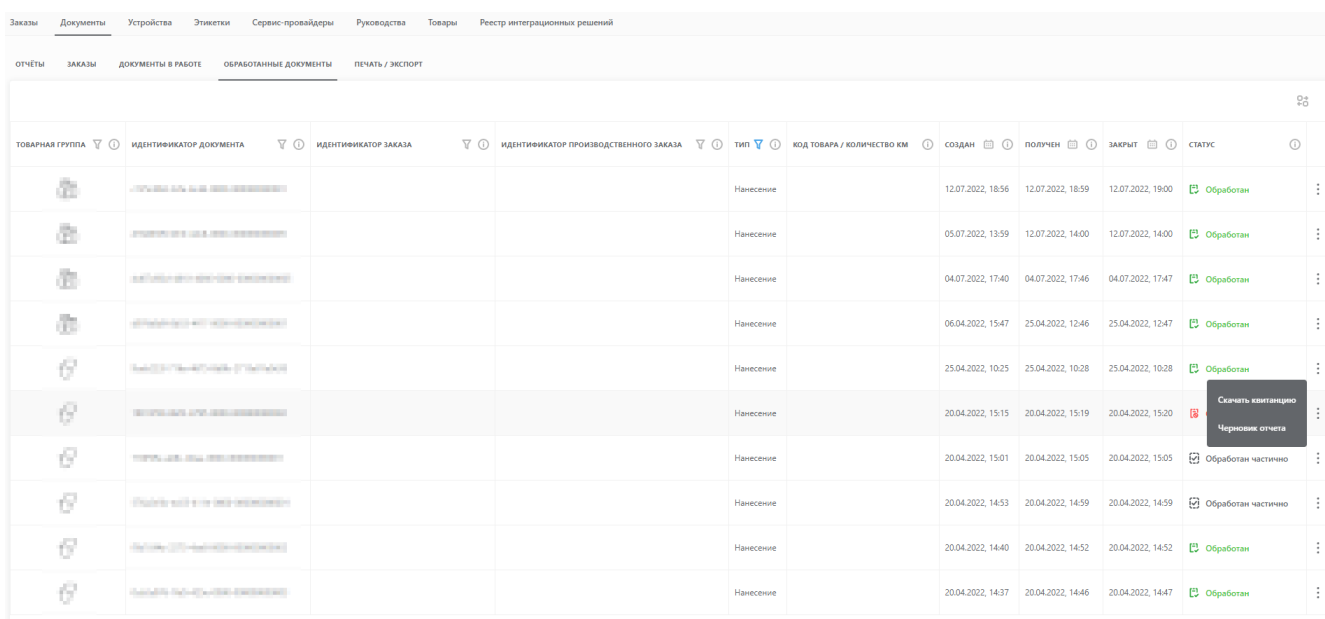 Заказы Документы Устройства Этикетки Сервис-провайдеры Руководства Товары Реестр интеграционных решений
ОТЧЁТЫ ЗАКАЗЫ ДОКУМЕНТЫ В РАБОТЕ ОБРАБОТАННЫЕ ДОКУМЕНТЫ ПЕЧАТЬ / ЭКСПОРТ
ТОВАРНАЯ ГРУППА ИДЕНТИФИКАТОР ДОКУМЕНТА ИДЕНТИФИКАТОР ЗАКАЗА ИДЕНТИФИКАТОР ПРОИЗВОДСТВЕННОГО ЗАКАЗА ТИП КОД ТОВАРА / КОЛИЧЕСТВО КМ СОЗДАН ПОЛУЧЕН ЗАКРЫТ СТАТУС
Нанесение 12.07.2022, 18:56 12.07.2022, 18:59 12.07.2022, 19:00 Обработан
Нанесение 05.07.2022, 13:59 12.07.2022, 14:00 12.07.2022, 14:00 Обработан
Нанесение 04.07.2022, 17:40 04.07.2022, 17:46 04.07.2022, 17:47 Обработан
Нанесение 06.04.2022, 15:47 25.04.2022, 12:46 25.04.2022, 12:47 Обработан
Нанесение 25.04.2022, 10:25 25.04.2022, 10:28 25.04.2022, 10:28 Обработан
Скачать квитанцию
Нанесение 20.04.2022, 15:15 20.04.2022, 15:19 20.04.2022, 15:20
Черновик отчета
Нанесение 20.04.2022, 15:01 20.04.2022, 15:05 20.04.2022, 15:05 Обработан частично
Нанесение 20.04.2022, 14:53 20.04.2022, 14:59 20.04.2022, 14:59 Обработан частично
Нанесение 20.04.2022, 14:40 20.04.2022, 14:52 20.04.2022, 14:52 Обработан
Нанесение 20.04.2022, 14:37 20.04.2022, 14:46 20.04.2022, 14:47 Обработан